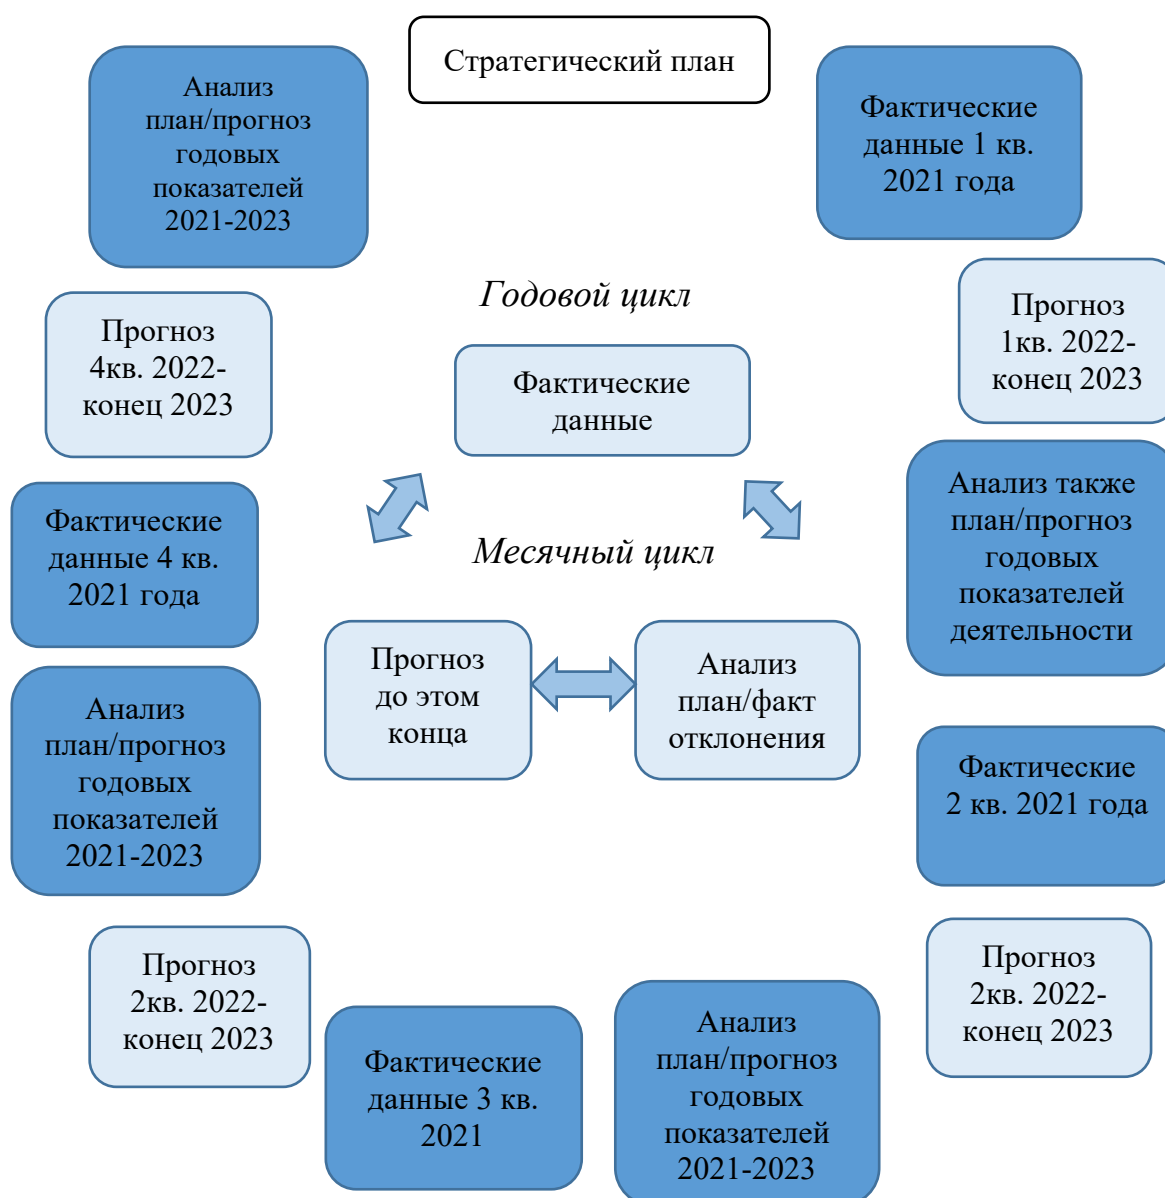 Стратегический план
Анализ
план/прогноз
годовых
показателей
2021-2023
Фактические
данные 1 кв.
2021 года
Годовой цикл
Прогноз
4кв. 2022-
конец 2023
Прогноз
1кв. 2022-
конец 2023
Фактические
данные
Фактические
данные 4 кв.
2021 года
Анализ также
план/прогноз
годовых
показателей
деятельности
Месячный цикл
Прогноз
до этом
конца
Анализ
план/факт
отклонения
Анализ
план/прогноз
годовых
показателей
2021-2023
Фактические
2 кв. 2021 года
Прогноз
2кв. 2022-
конец 2023
Прогноз
2кв. 2022-
конец 2023
Фактические
данные 3 кв.
2021
Анализ
план/прогноз
годовых
показателей
2021-2023